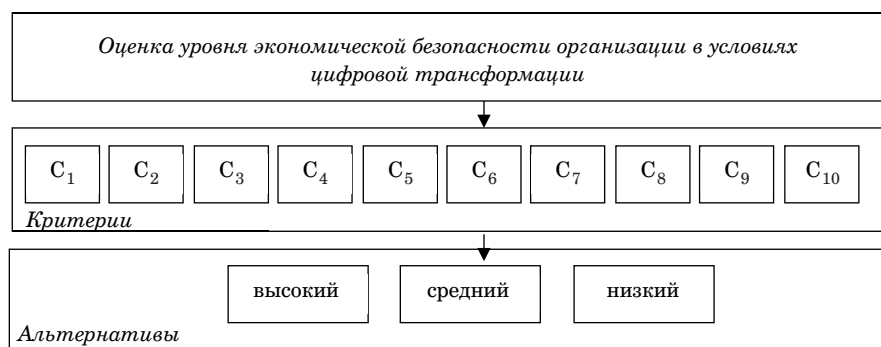 Оценка уровня экономической безопасности организации в условиях
цифровой трансформации
C1 C2 C3 C4 C5 C6 C7 C8 C9 C10
Критерии
высокий средний низкий
Альтернативы